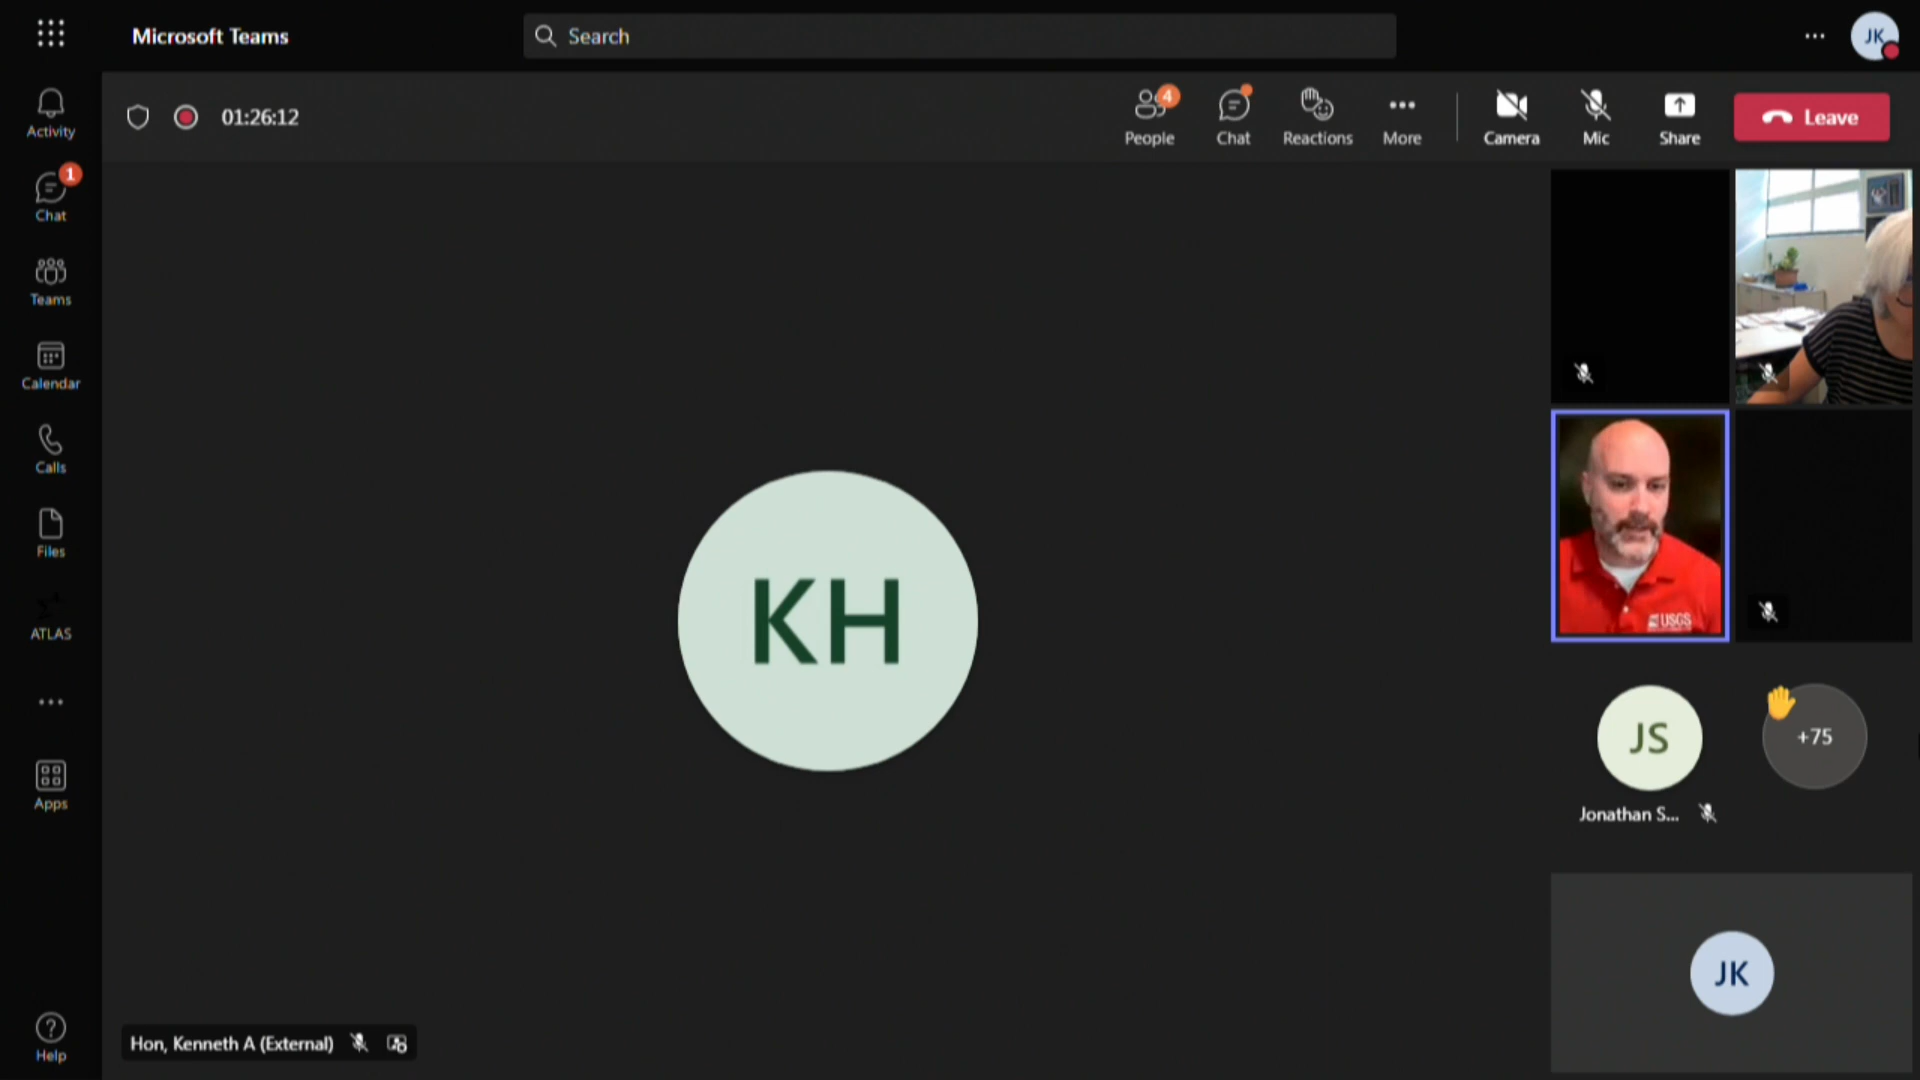 Microsoft Teams
Search
JK
Activity
01:26:12
4
People
Chat
Reactions
More
Camera
Mic
Share
Leave
1
Chat
Teams
Calendar
Calls
Files
ATLAS
Apps
Help
KH
USGS
JS
+75
Jonathan S...
JK
Hon, Kenneth A (External)